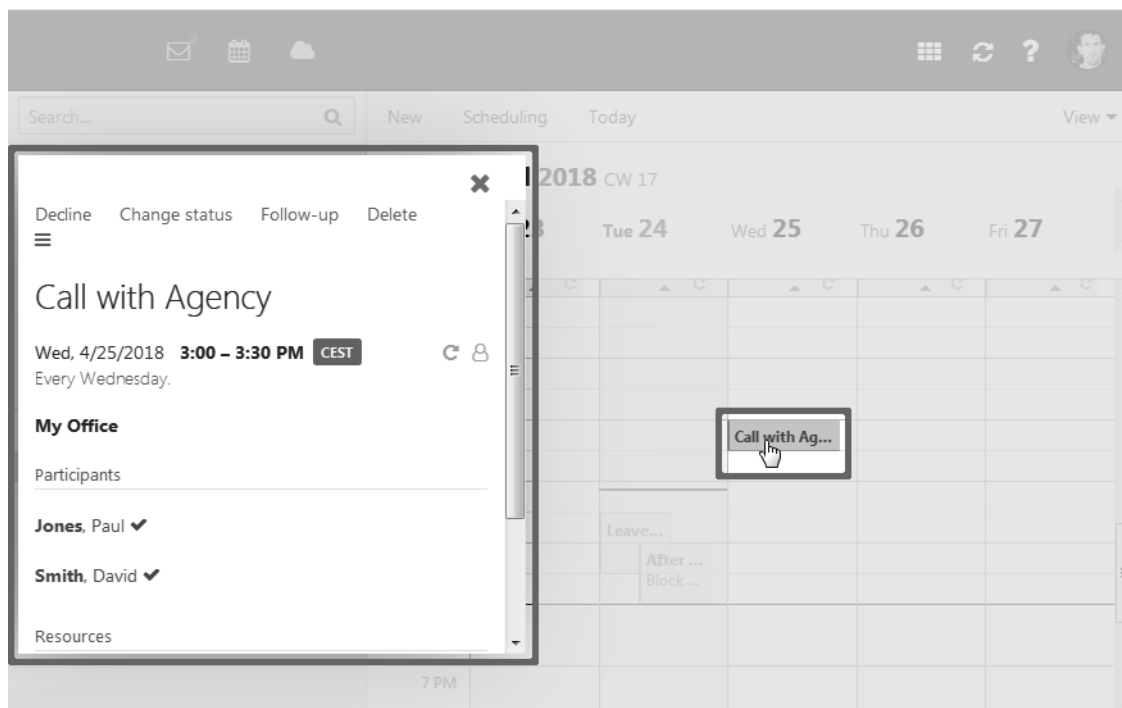 Search...
New Scheduling Today View
2018 CW 17
Tue 24 Wed 25 Thu 26 Fri 27
Decline Change status Follow-up Delete
Call with Agency
Wed, 4/25/2018 3:00 – 3:30 PM CEST
Every Wednesday.
My Office
Participants
Jones, Paul
Smith, David
Resources
Call with Ag...
Leave...
After ...
Block ...
7 PM